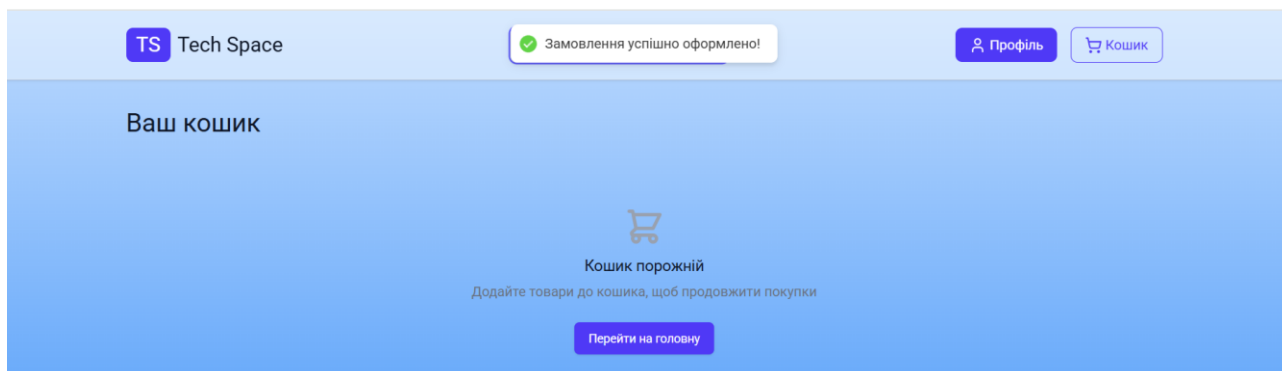 TS Tech Space
Замовлення успішно оформлено!
Профіль
Кошик
Ваш кошик
Кошик порожній
Додайте товари до кошика, щоб продовжити покупки
Перейти на головну